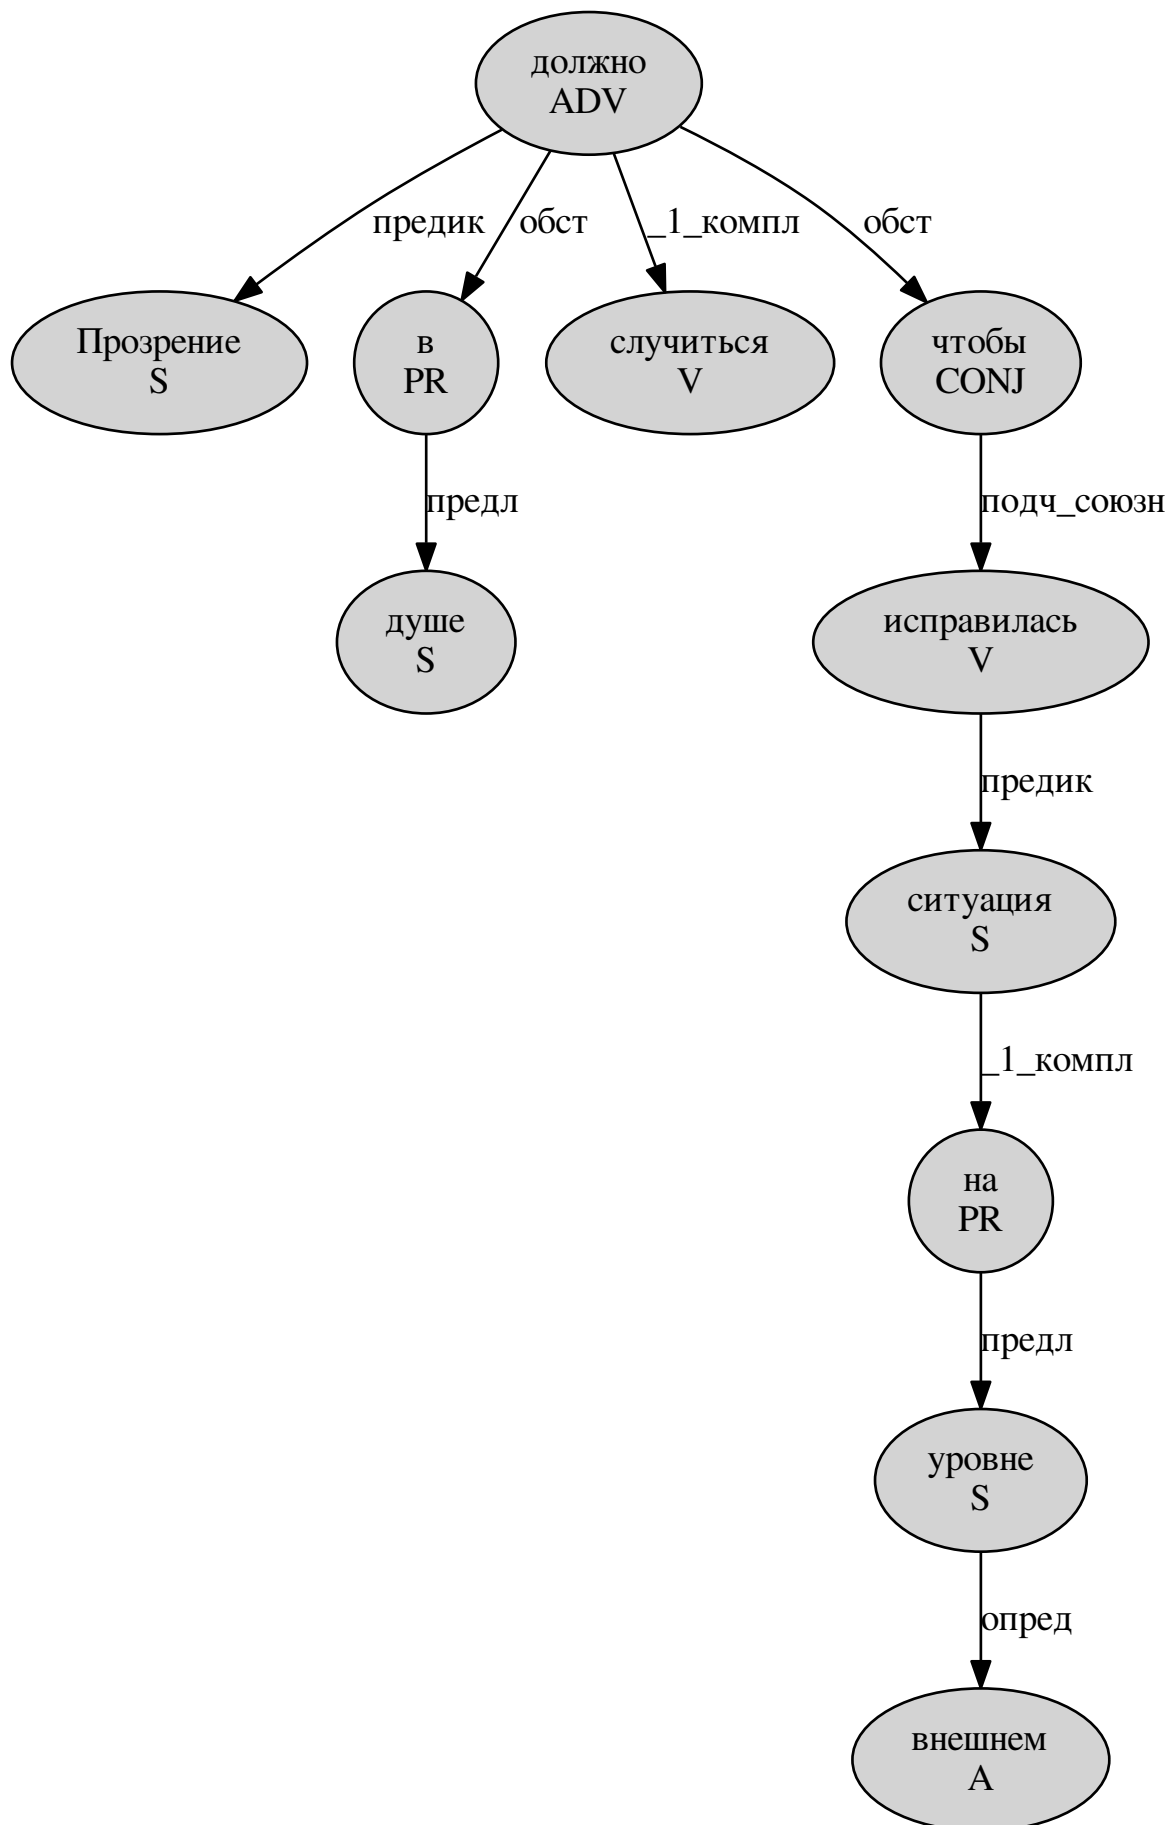 должно
ADV
предик
обст
_1_компл
обст
Прозрение
S
в
PR
случиться
V
чтобы
CONJ
предл
подч_союзн
душе
S
исправилась
V
предик
ситуация
S
_1_компл
на
PR
предл
уровне
S
опред
внешнем
A